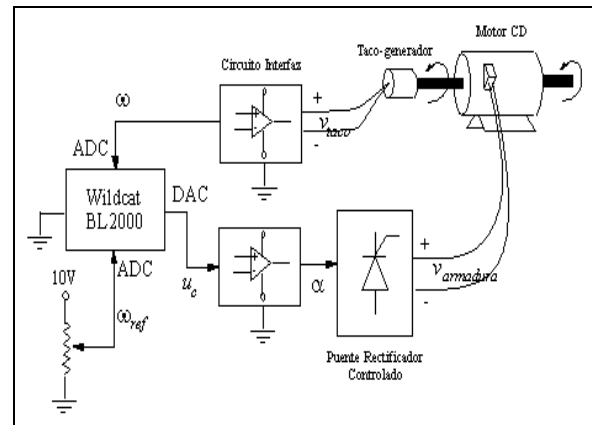 Motor CD
Taco-generador
Circuito Interfaz
ω
+
v_taco
-
ADC
Wildcat
BL2000
DAC
ADC
10V
ω_ref
u_c
α
+
v_armadura
-
Puente Rectificador
Controlado